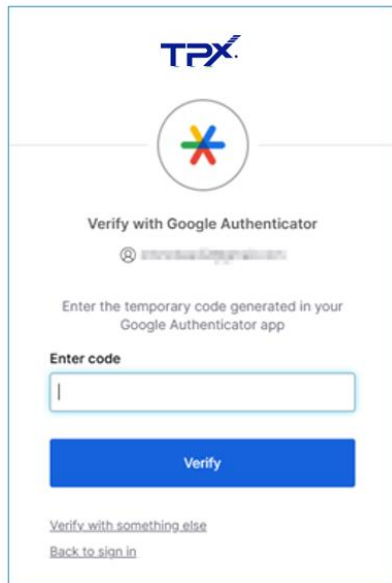 TPX
Verify with Google Authenticator
Enter the temporary code generated in your
Google Authenticator app
Enter code
Verify
Verify with something else
Back to sign in